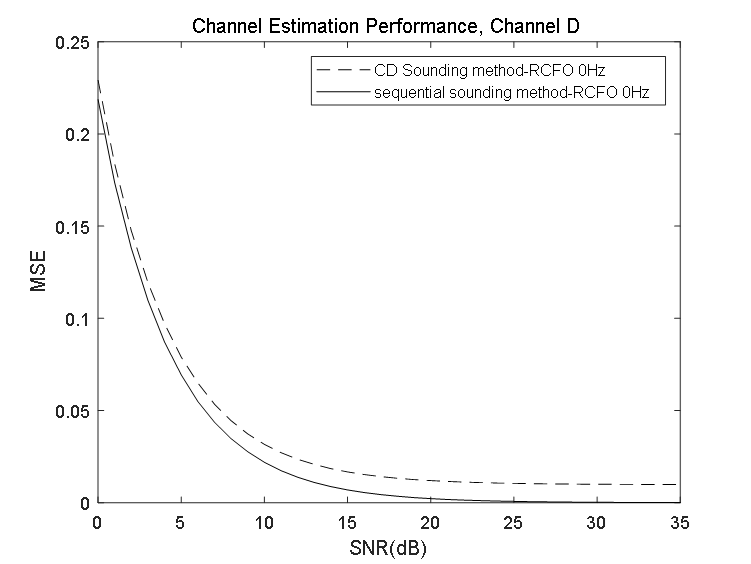 Channel Estimation Performance, Channel D
0.25
CD Sounding method-RCFO 0Hz
sequential sounding method-RCFO 0Hz
0.2
0.15
MSE
0.1
0.05
0
0 5 10 15 20 25 30 35
SNR(dB)